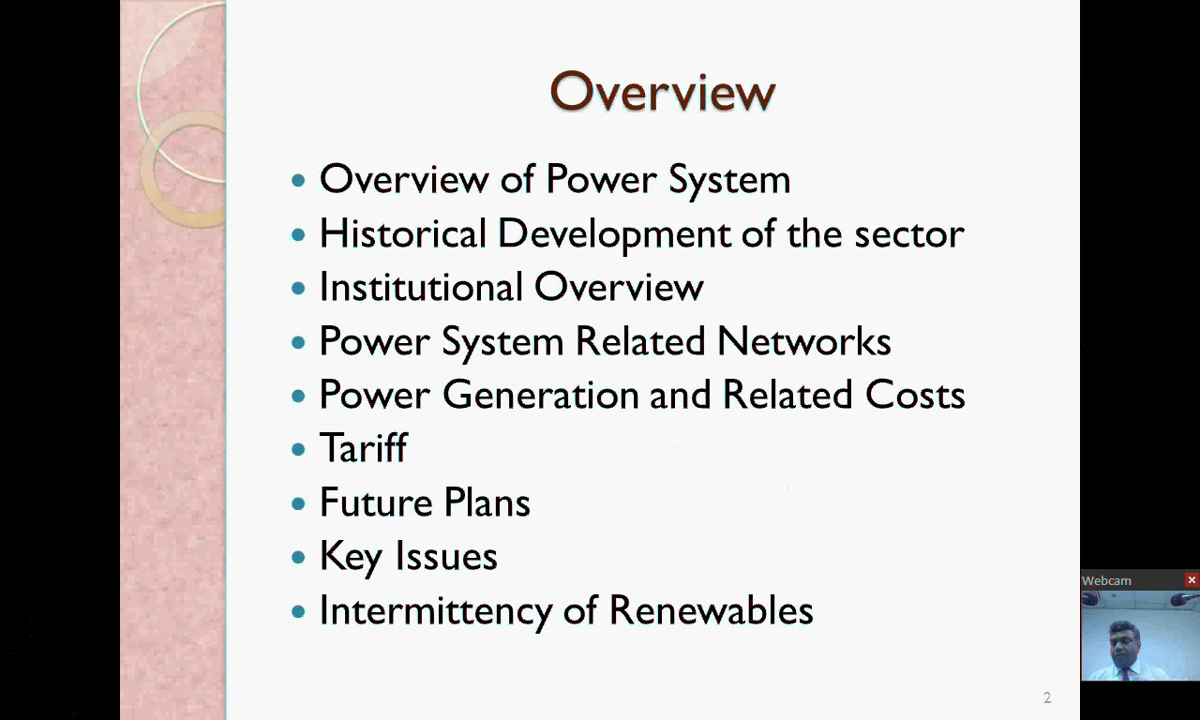 Overview
• Overview of Power System
• Historical Development of the sector
• Institutional Overview
• Power System Related Networks
• Power Generation and Related Costs
• Tariff
• Future Plans
• Key Issues
• Intermittency of Renewables
Webcam
2